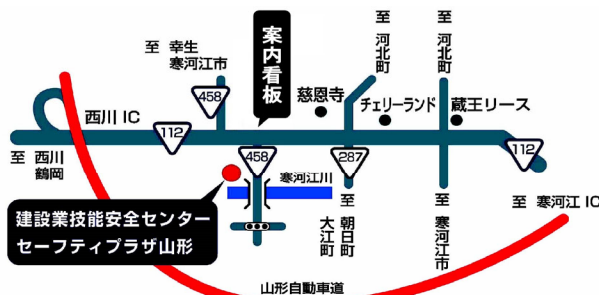 至 幸生
寒河江市
458
案内看板
至 河北町
至 河北町
慈恩寺
チェリーランド
蔵王リース
西川 IC
112
458
287
112
至 西川
鶴岡
寒河江川
至 朝日町
大江町
至 寒河江市
至 寒河江 IC
建設業技能安全センター
セーフティプラザ山形
山形自動車道